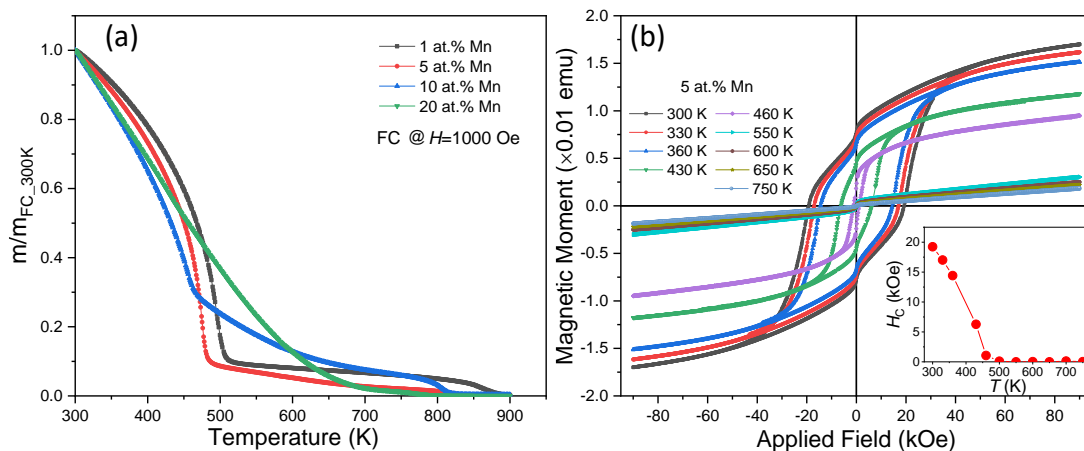 (a)
1 at.% Mn
5 at.% Mn
10 at.% Mn
20 at.% Mn
FC @ H=1000 Oe
1.0
0.8
0.6
0.4
0.2
0.0
m/mFC_300K
300 400 500 600 700 800 900
Temperature (K)
(b)
5 at.% Mn
300 K 460 K
330 K 550 K
360 K 600 K
430 K 650 K
750 K
2.0
1.5
1.0
0.5
0.0
-0.5
-1.0
-1.5
-2.0
Magnetic Moment (×0.01 emu)
-80 -60 -40 -20 0 20 40 60 80
Applied Field (kOe)
20
15
10
5
0
HC (kOe)
300 400 500 600 700
T (K)